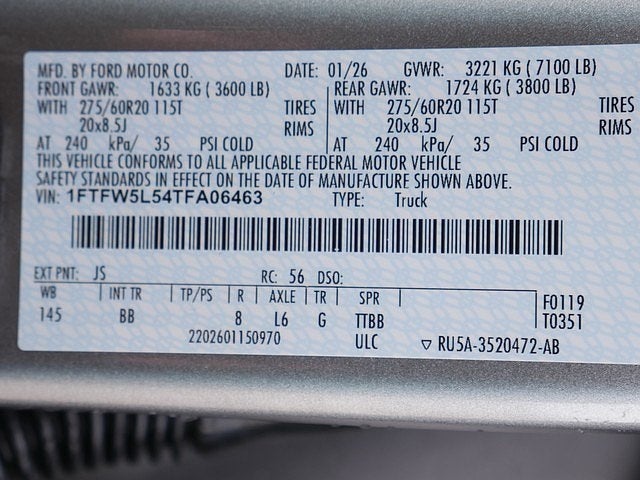 MFD. BY FORD MOTOR CO. DATE: 01/26 GVWR: 3221 KG ( 7100 LB)
FRONT GAWR: 1633 KG ( 3600 LB) REAR GAWR: 1724 KG ( 3800 LB)
WITH 275/60R20 115T TIRES WITH 275/60R20 115T TIRES
20x8.5J RIMS 20x8.5J RIMS
AT 240 kPa/ 35 PSI COLD AT 240 kPa/ 35 PSI COLD
THIS VEHICLE CONFORMS TO ALL APPLICABLE FEDERAL MOTOR VEHICLE
SAFETY STANDARDS IN EFFECT ON THE DATE OF MANUFACTURE SHOWN ABOVE.
VIN: 1FTFW5L54TFA06463 TYPE: Truck
EXT PNT: JS RC: 56 DSO:
WB INT TR TP/PS R AXLE TR SPR F0119
145 BB 8 L6 G TTBB T0351
2202601150970 ULC ▽ RU5A-3520472-AB